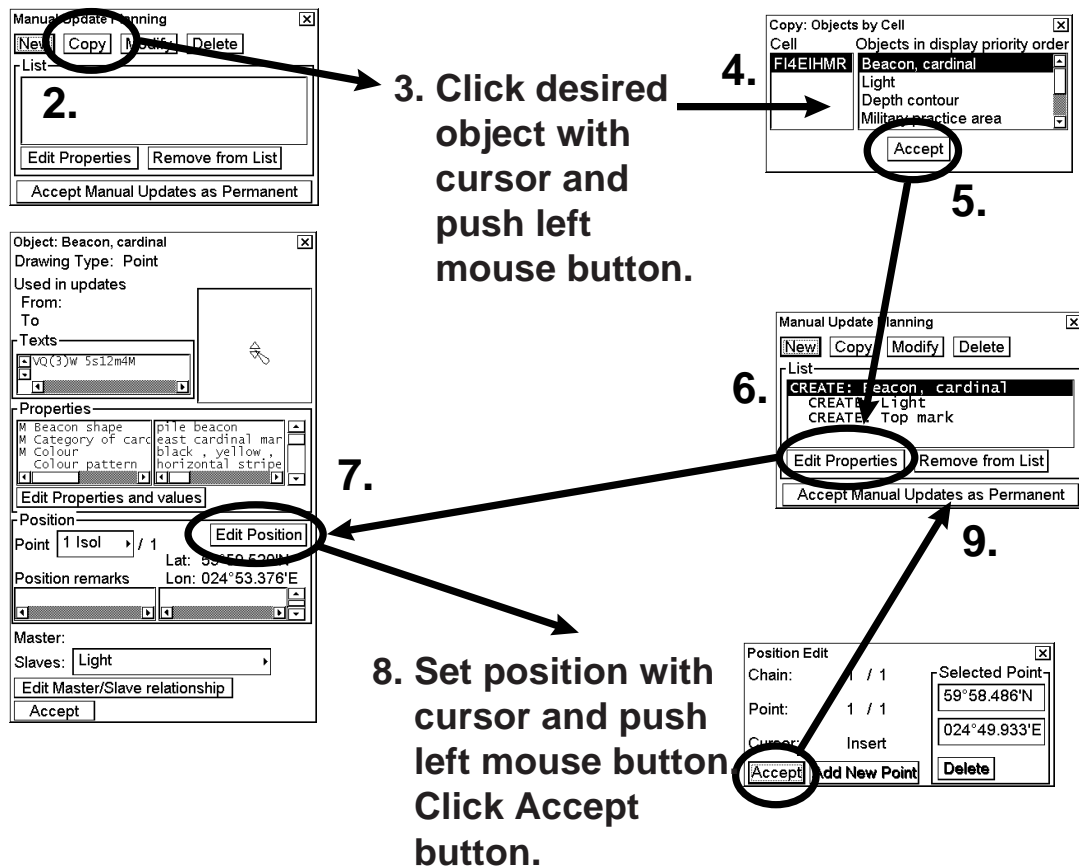 Manual Update Planning
New Copy Modify Delete
List
2.
Edit Properties Remove from List
Accept Manual Updates as Permanent
3. Click desired
object with
cursor and
push left
mouse button.
4.
Copy: Objects by Cell
Cell Objects in display priority order
FI4EIHMR Beacon, cardinal
Light
Depth contour
Military practice area
Accept
5.
Object: Beacon, cardinal
Drawing Type: Point
Used in updates
From:
To
Texts
VQ(3)W 5s12m4M
Properties
M Beacon shape pile beacon
M Category of card east cardinal mar
M Colour black , yellow ,
Colour pattern horizontal stripe
Edit Properties and values
Position
Edit Position
Point 1 Isol / 1
Lat:
Position remarks Lon: 024°53.376'E
Master:
Slaves: Light
Edit Master/Slave relationship
Accept
6.
Manual Update Planning
New Copy Modify Delete
List
CREATE: Beacon, cardinal
CREATE: Light
CREATE: Top mark
Edit Properties Remove from List
Accept Manual Updates as Permanent
7.
9.
8. Set position with
cursor and push
left mouse button.
Click Accept
button.
Position Edit
Chain: 1 / 1
Point: 1 / 1
Cursor: Insert
Accept Add New Point
Selected Point
59°58.486'N
024°49.933'E
Delete